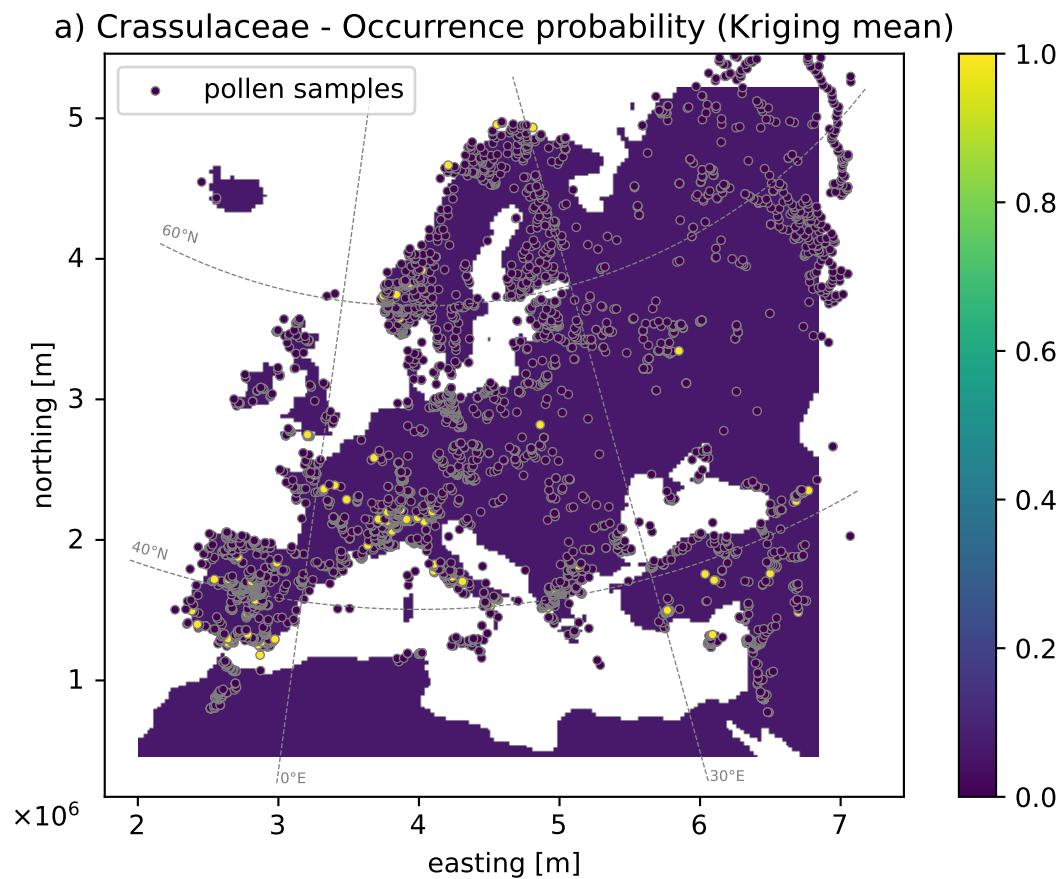 a) Crassulaceae - Occurrence probability (Kriging mean)
pollen samples
1.0
0.8
0.6
0.4
0.2
0.0
northing [m]
5
4
3
2
1
60°N
40°N
0°E
30°E
×10⁶
2 3 4 5 6 7
easting [m]